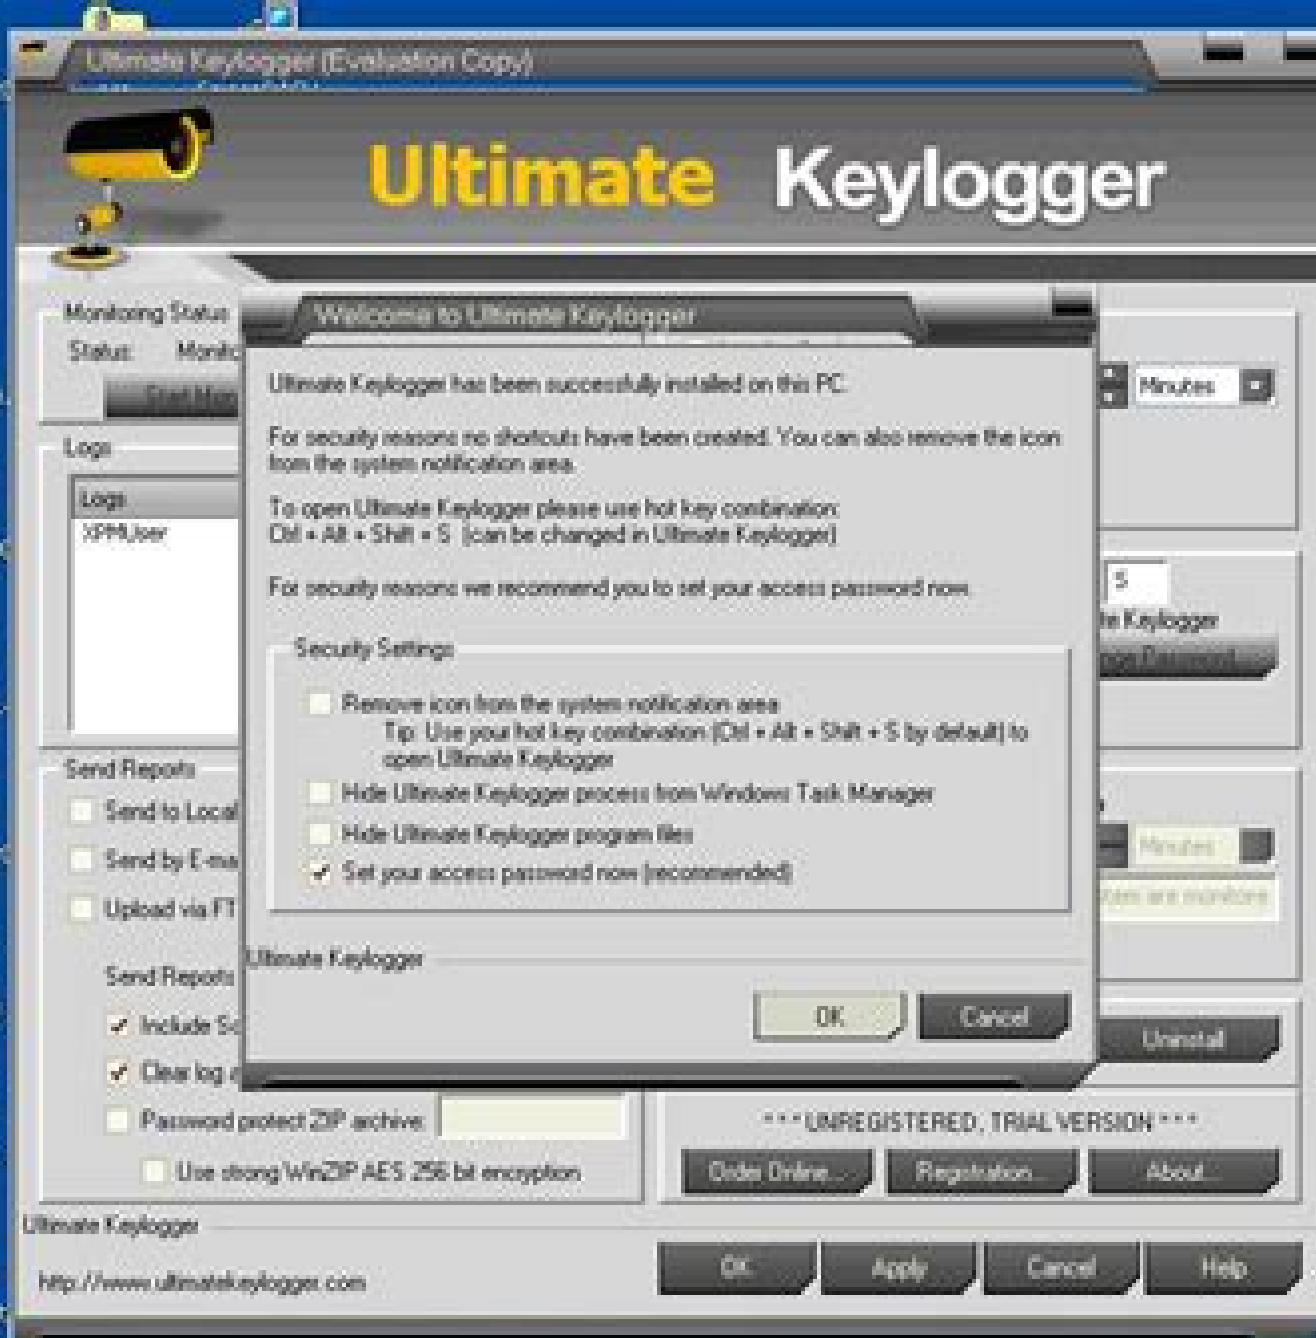 Ultimate Keylogger (Evaluation Copy)
Ultimate Keylogger
Monitoring Status
Status:
Start
Logs
Logs
XPMUser
Welcome to Ultimate Keylogger
Ultimate Keylogger has been successfully installed on this PC.
For security reasons no shortcuts have been created. You can also remove the icon
from the system notification area.
To open Ultimate Keylogger please use hot key combination:
Ctrl + Alt + Shift + S (can be changed in Ultimate Keylogger)
For security reasons we recommend you to set your access password now.
Security Settings
Remove icon from the system notification area
Tip: Use your hot key combination (Ctrl + Alt + Shift + S by default) to
open Ultimate Keylogger
Hide Ultimate Keylogger process from Windows Task Manager
Hide Ultimate Keylogger program files
Set your access password now (recommended)
Ultimate Keylogger
OK
Cancel
Minutes
S
Keylogger
Password...
Minutes
are monitore
Send Reports
Send to Local
Send by E-ma
Upload via FT
Send Reports
Include Sc
Clear log
Password protect ZIP archive:
Use strong WinZIP AES 256 bit encryption
Uninstall
*** UNREGISTERED, TRIAL VERSION ***
Order Online...
Registration...
About...
Ultimate Keylogger
http://www.ultimatekeylogger.com
OK
Apply
Cancel
Help